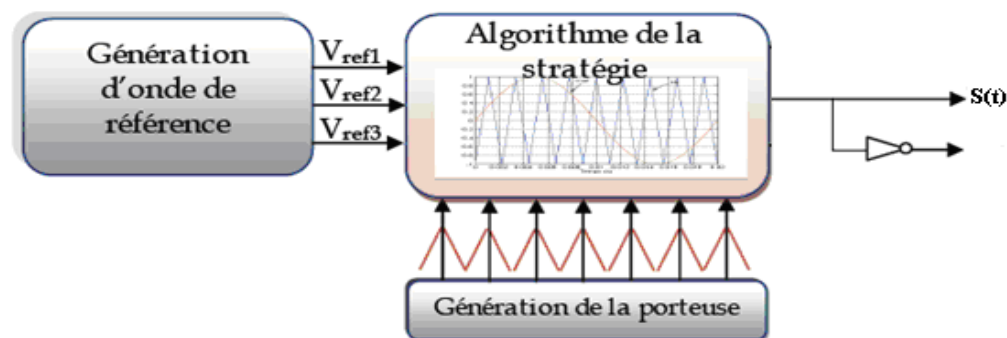 Génération
d'onde de
référence
Vref1
Vref2
Vref3
Algorithme de la
stratégie
S(t)
Génération de la porteuse